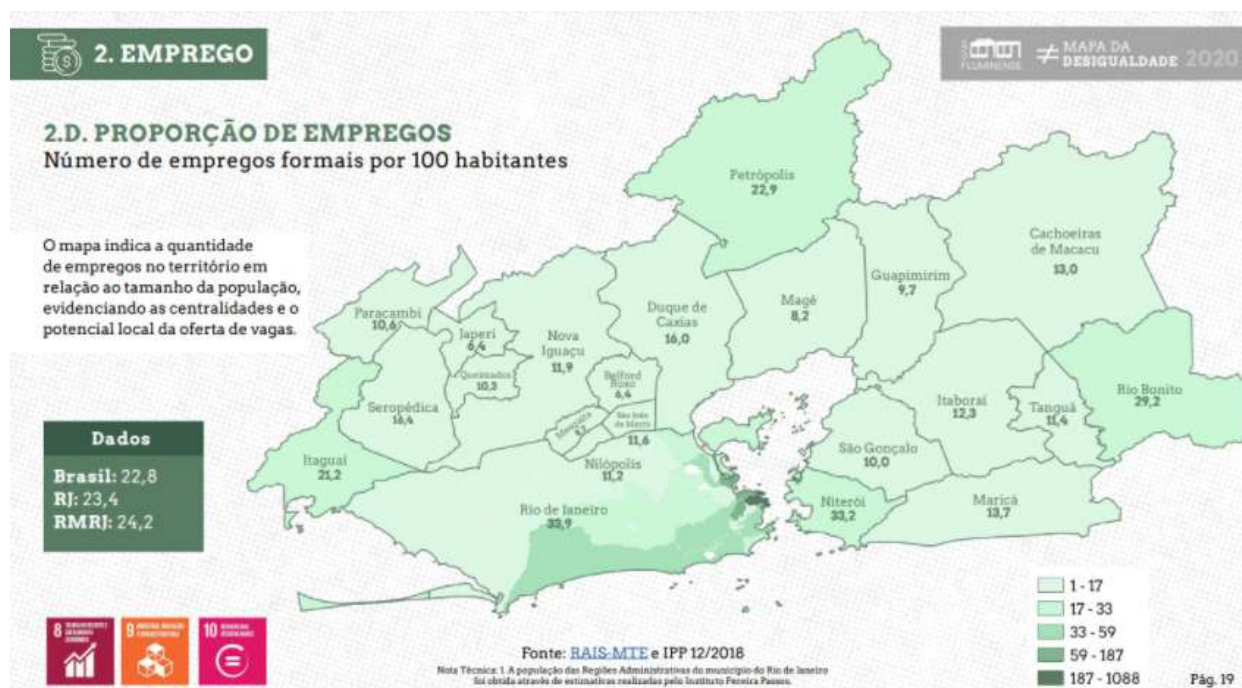 2. EMPREGO
CASA
FLUMINENSE
≠ MAPA DA
DESIGUALDADE 2020
2.D. PROPORÇÃO DE EMPREGOS
Número de empregos formais por 100 habitantes
O mapa indica a quantidade
de empregos no território em
relação ao tamanho da população,
evidenciando as centralidades e o
potencial local da oferta de vagas.
Petrópolis
22,9
Cachoeiras
de Macacu
13,0
Guapimirim
9,7
Magé
8,2
Duque de
Caxias
16,0
Paracambi
10,6
Japeri
6,4
Nova
Iguaçu
11,9
Queimados
10,3
Belford
Roxo
6,4
Seropédica
16,4
Mesquita
São João
de Meriti
11,6
Nilópolis
11,2
Itaguaí
21,2
Rio de Janeiro
33,9
Rio Bonito
29,2
Itaboraí
12,3
Tanguá
11,4
São Gonçalo
10,0
Niterói
33,2
Maricá
13,7
Dados
Brasil: 22,8
RJ: 23,4
RMRJ: 24,2
8
9
10
1 - 17
17 - 33
33 - 59
59 - 187
187 - 1088
Fonte: RAIS-MTE e IPP 12/2018
Nota Técnica: 1. A população das Regiões Administrativas do município do Rio de Janeiro
foi obtida através de estimativas realizadas pelo Instituto Pereira Passos.
Pág. 19